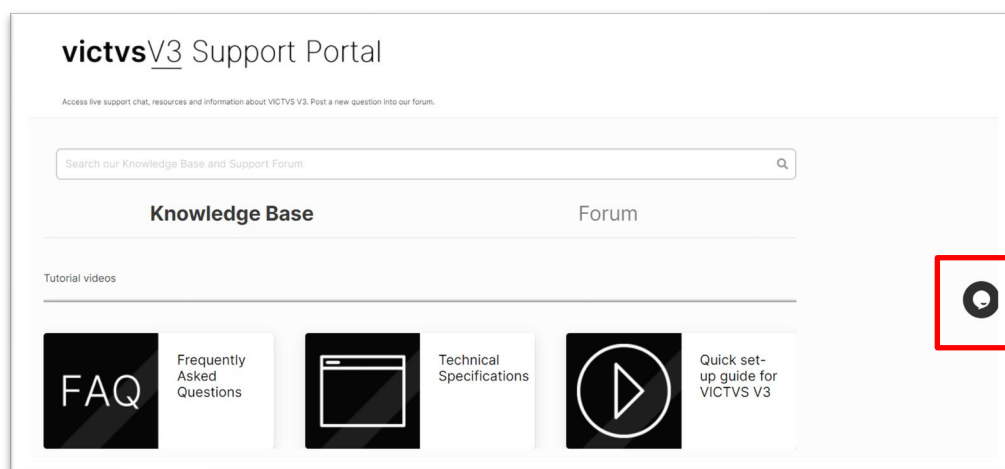 victvsV3 Support Portal
Access live support chat, resources and information about VICTVS V3. Post a new question into our forum.
Search our Knowledge Base and Support Forum
Knowledge Base
Forum
Tutorial videos
FAQ
Frequently
Asked
Questions
Technical
Specifications
Quick set-
up guide for
VICTVS V3